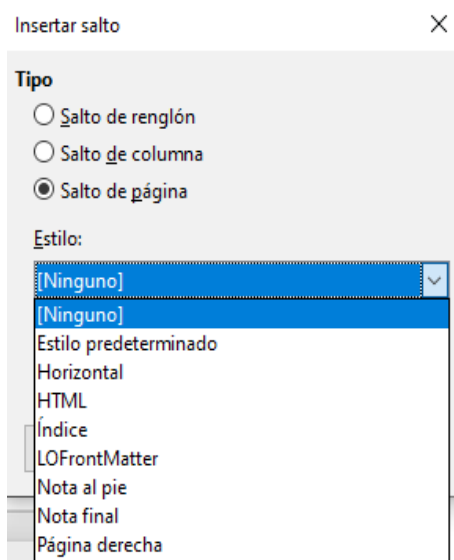 Insertar salto
Tipo
Salto de renglón
Salto de columna
Salto de página
Estilo:
[Ninguno]
[Ninguno]
Estilo predeterminado
Horizontal
HTML
Índice
LOFrontMatter
Nota al pie
Nota final
Página derecha